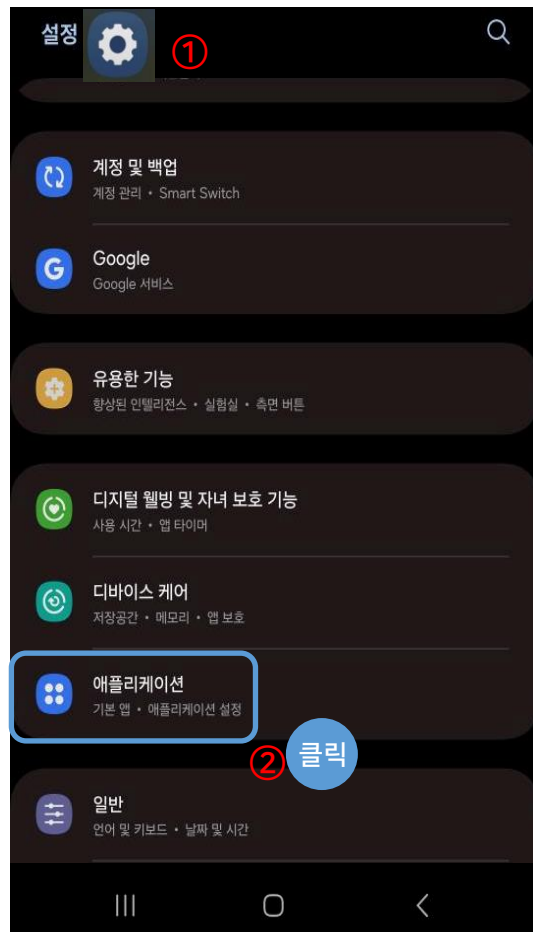 설정
①
계정 및 백업
계정 관리 • Smart Switch
G
Google
Google 서비스
유용한 기능
향상된 인텔리전스 • 실험실 • 측면 버튼
디지털 웰빙 및 자녀 보호 기능
사용 시간 • 앱 타이머
디바이스 케어
저장공간 • 메모리 • 앱 보호
애플리케이션
기본 앱 • 애플리케이션 설정
② 클릭
일반
언어 및 키보드 • 날짜 및 시간